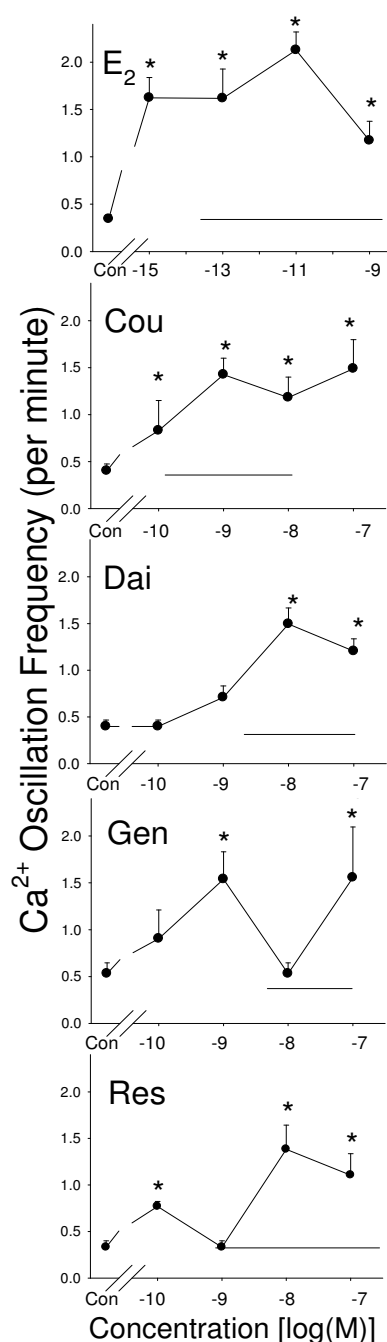 Ca2+ Oscillation Frequency (per minute)
E2
* * * *
2.0
1.5
1.0
0.5
0.0
Con -15 -13 -11 -9
Cou
* * * *
2.0
1.5
1.0
0.5
0.0
Con -10 -9 -8 -7
Dai
* *
2.0
1.5
1.0
0.5
0.0
Con -10 -9 -8 -7
Gen
* *
2.0
1.5
1.0
0.5
0.0
Con -10 -9 -8 -7
Res
* * *
2.0
1.5
1.0
0.5
0.0
Con -10 -9 -8 -7
Concentration [log(M)]